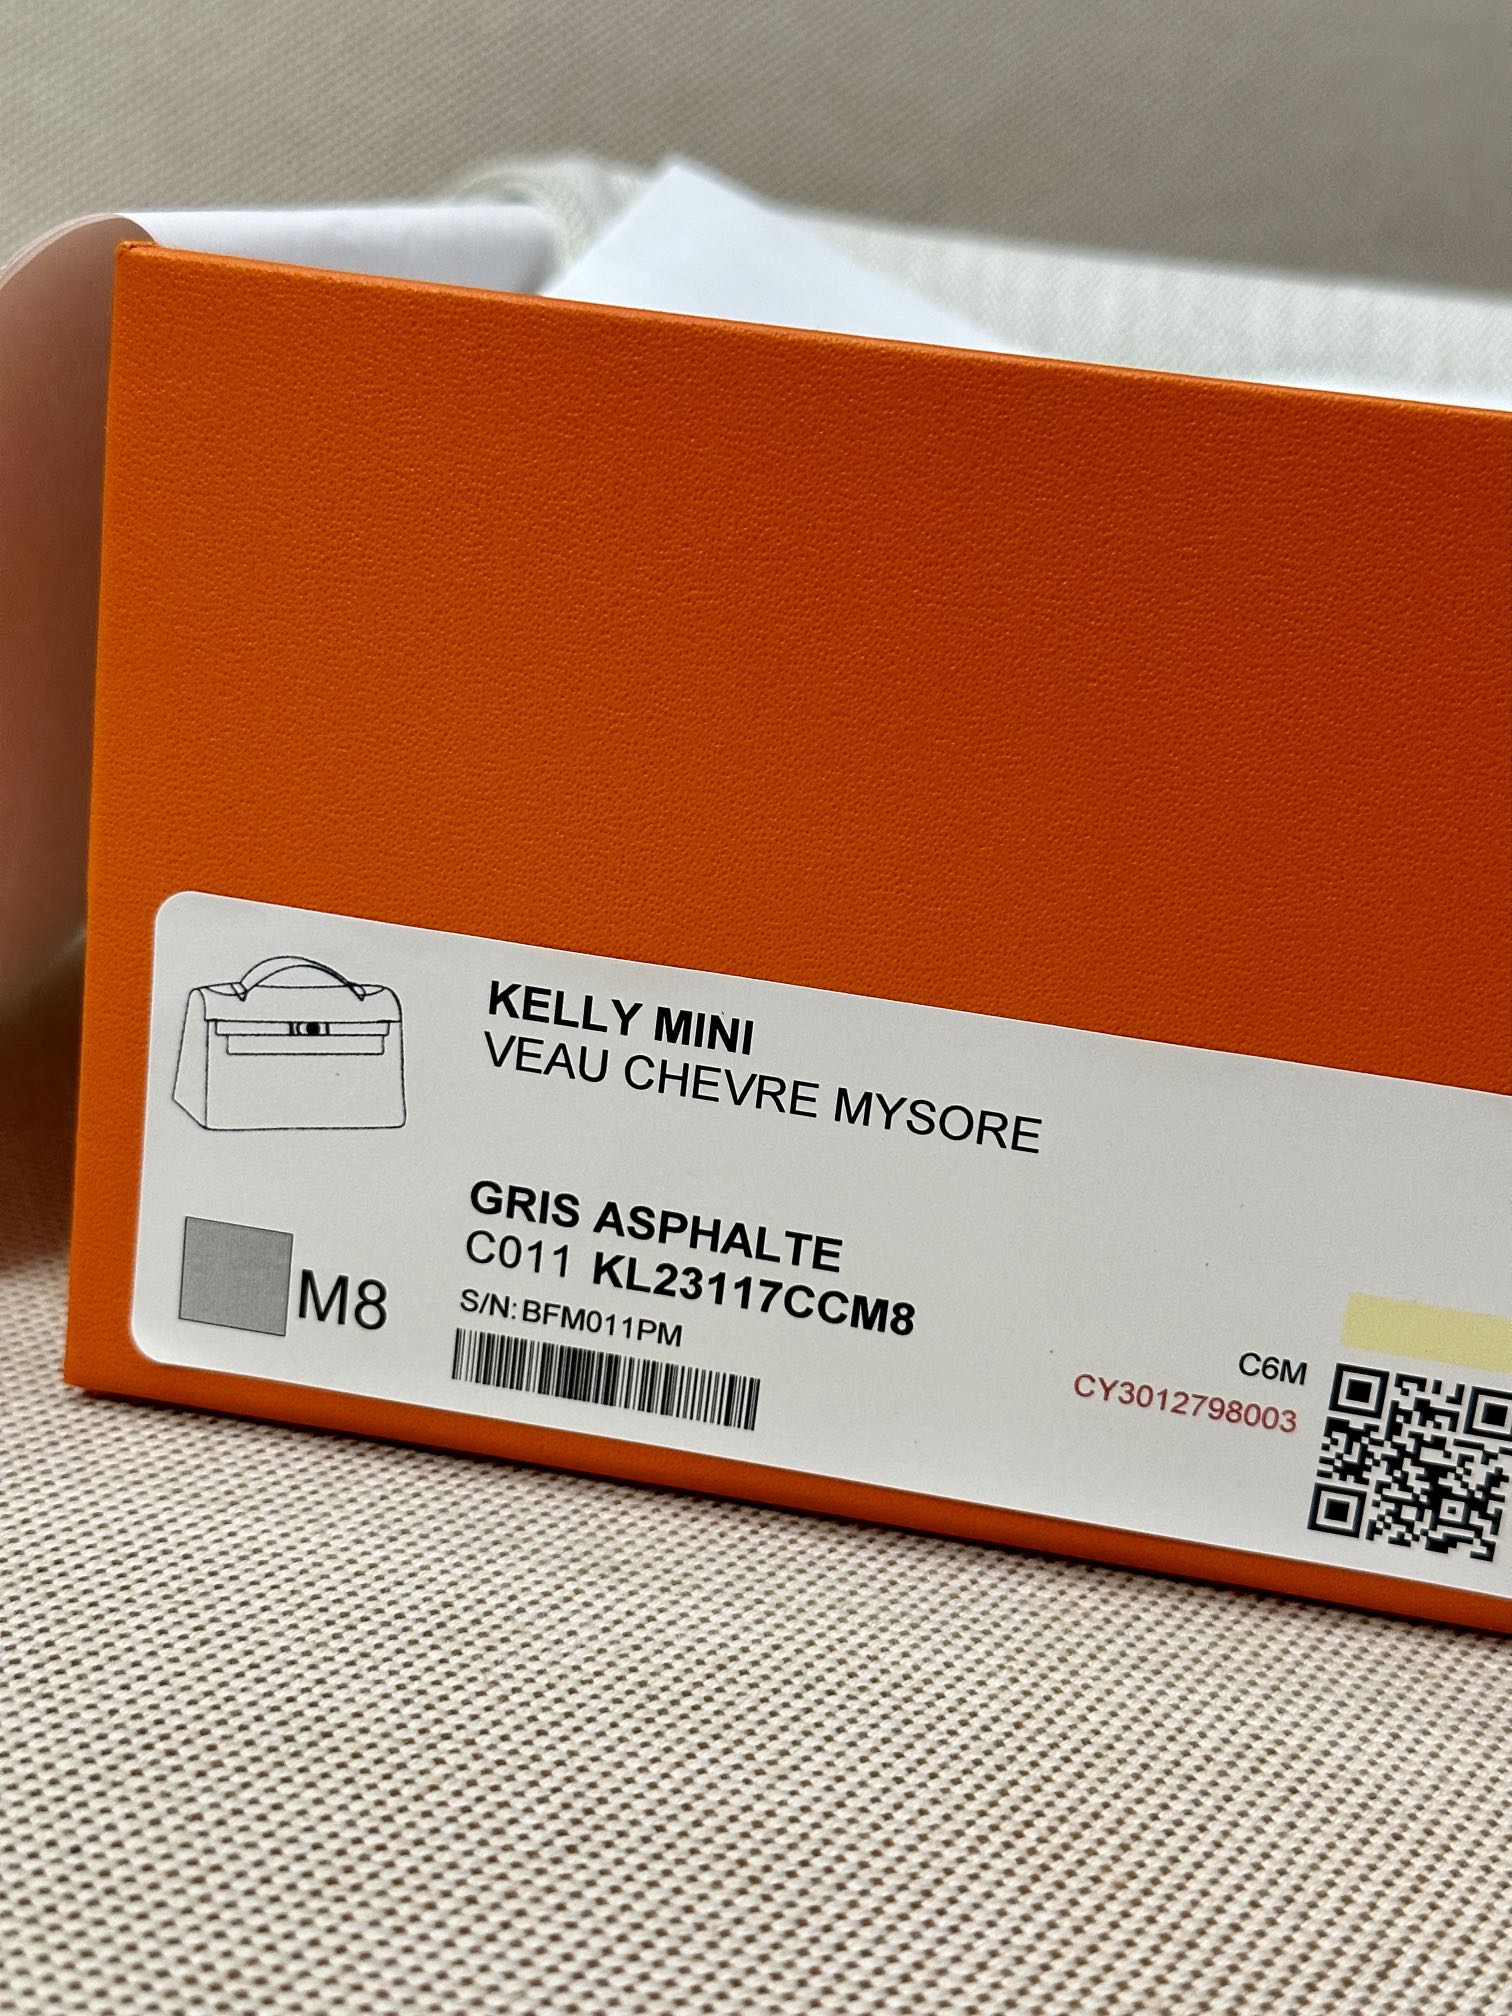 KELLY MINI
VEAU CHEVRE MYSORE
GRIS ASPHALTE
C011 KL23117CCM8
S/N:BFM011PM
M8
C6M
CY3012798003